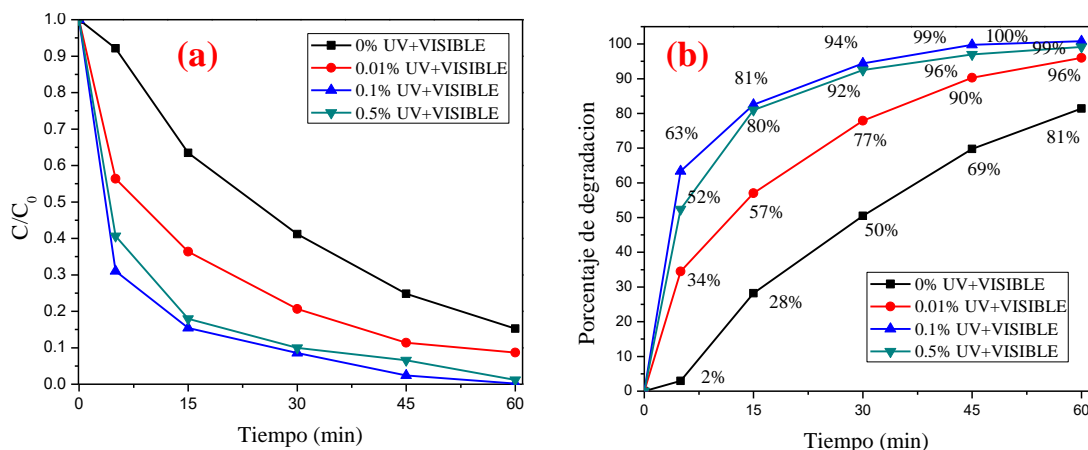 (a)
C/C0
1.0
0.9
0.8
0.7
0.6
0.5
0.4
0.3
0.2
0.1
0.0
0% UV+VISIBLE
0.01% UV+VISIBLE
0.1% UV+VISIBLE
0.5% UV+VISIBLE
0 15 30 45 60
Tiempo (min)
(b)
Porcentaje de degradacion
100
90
80
70
60
50
40
30
20
10
0
63%
81%
94%
99%
100%
52%
80%
92%
96%
99%
34%
57%
77%
90%
96%
2%
28%
50%
69%
81%
0% UV+VISIBLE
0.01% UV+VISIBLE
0.1% UV+VISIBLE
0.5% UV+VISIBLE
0 15 30 45 60
Tiempo (min)